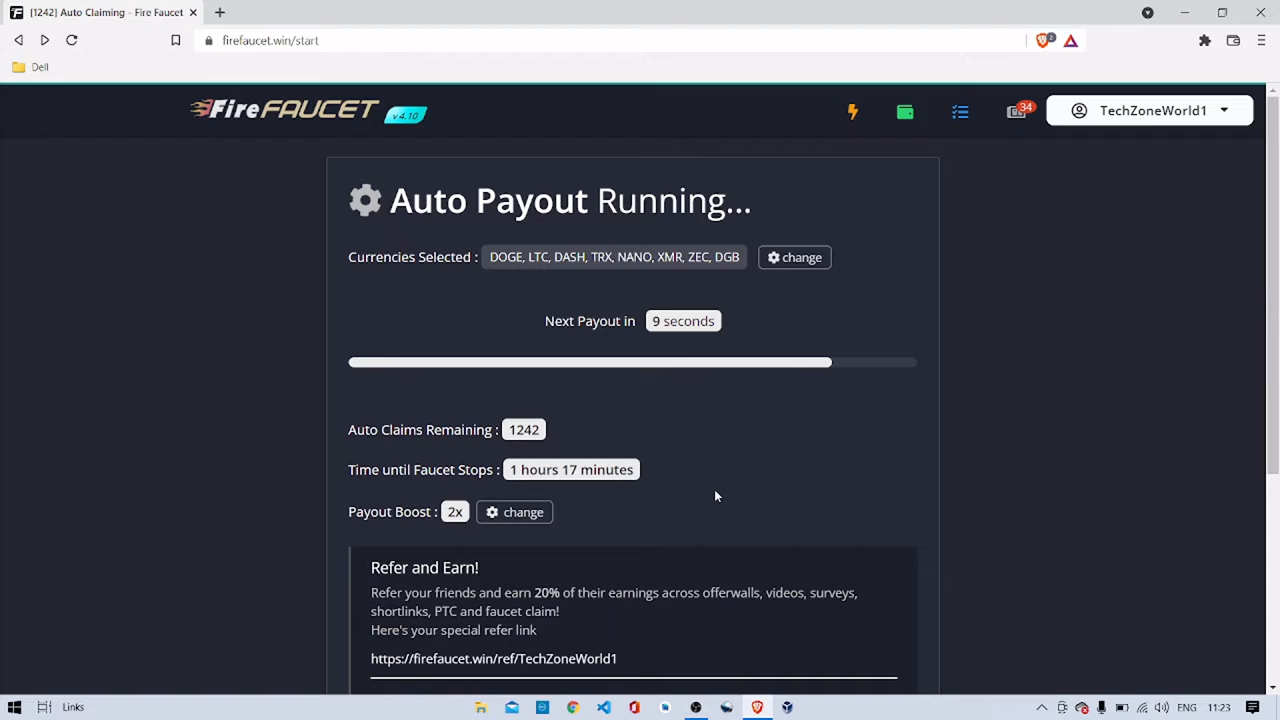 [1242] Auto Claiming - Fire Faucet
firefaucet.win/start
2
Dell
FireFAUCET v 4.10
34
TechZoneWorld1
Auto Payout Running...
Currencies Selected : DOGE, LTC, DASH, TRX, NANO, XMR, ZEC, DGB change
Next Payout in 9 seconds
Auto Claims Remaining : 1242
Time until Faucet Stops : 1 hours 17 minutes
Payout Boost : 2x change
Refer and Earn!
Refer your friends and earn 20% of their earnings across offerwalls, videos, surveys,
shortlinks, PTC and faucet claim!
Here's your special refer link
https://firefaucet.win/ref/TechZoneWorld1
Links
ENG 11:23